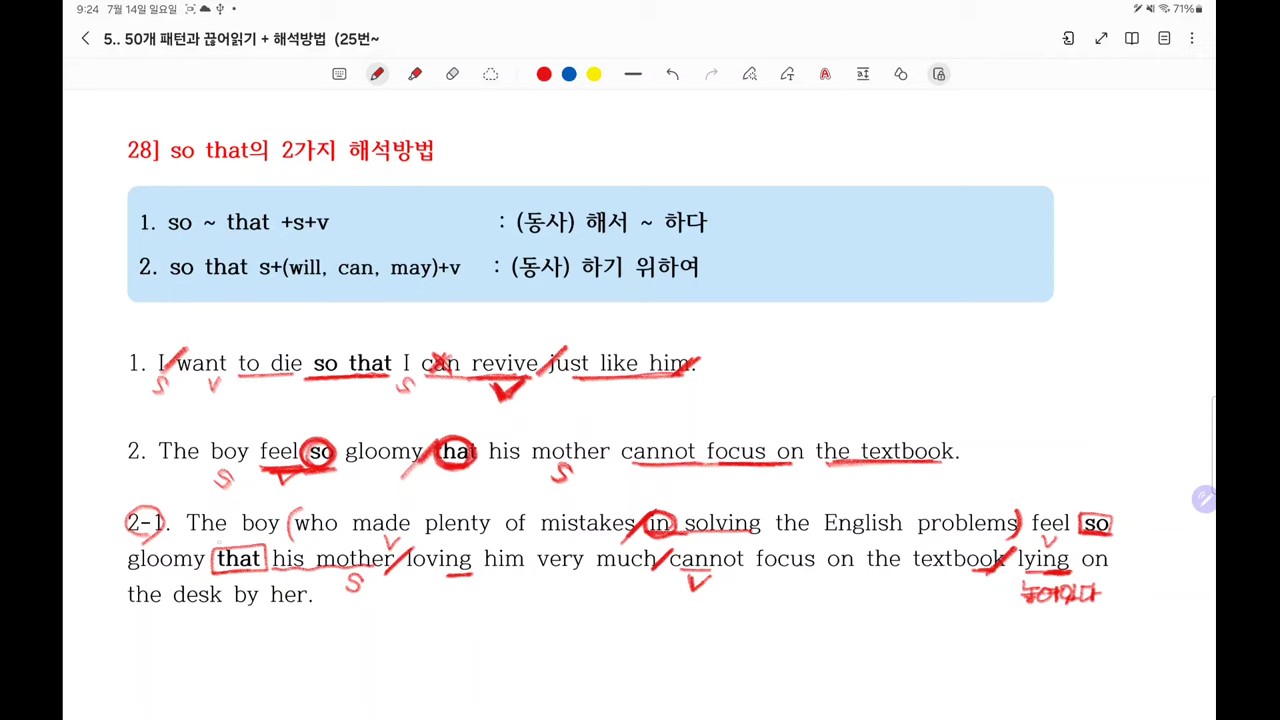 9:24 7월 14일 일요일
71%
5.. 50개 패턴과 끊어읽기 + 해석방법 (25번~
28] so that의 2가지 해석방법
1. so ~ that +s+v : (동사) 해서 ~ 하다
2. so that s+(will, can, may)+v : (동사) 하기 위하여
1. I want to die so that I can revive just like him.
S V S V
2. The boy feel so gloomy that his mother cannot focus on the textbook.
S V S
2-1. The boy (who made plenty of mistakes in solving the English problems) feel so
V V
gloomy that his mother loving him very much cannot focus on the textbook lying on
S V 놓여있다
the desk by her.